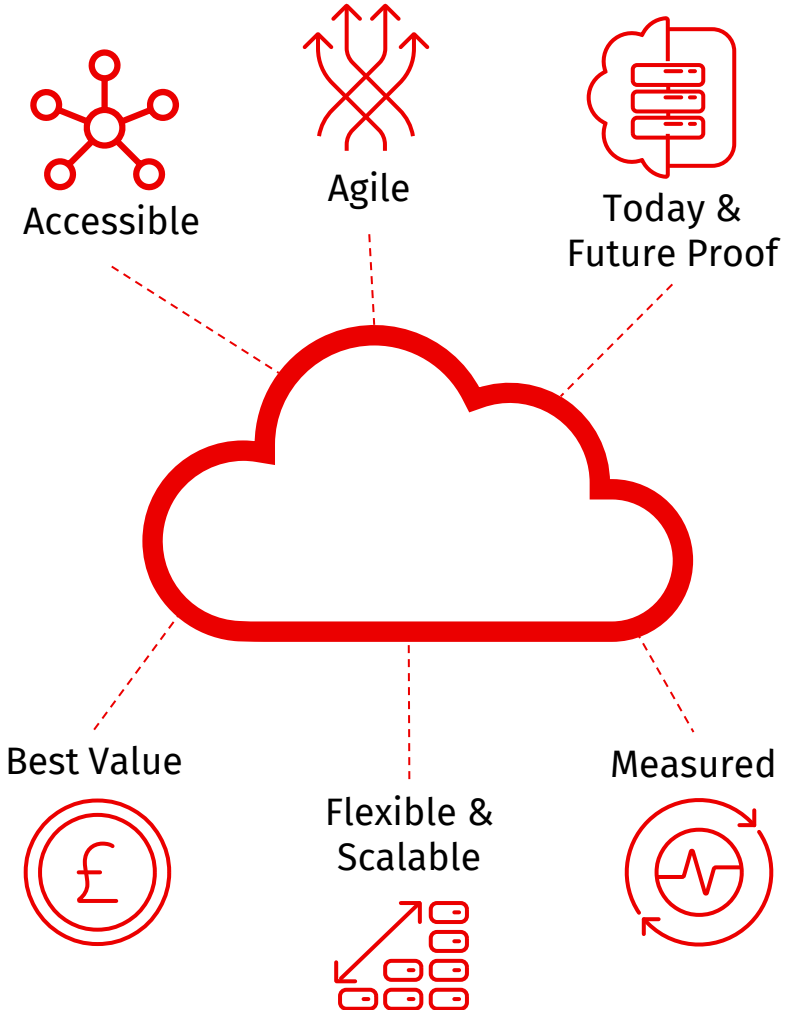 Accessible
Agile
Today &
Future Proof
Best Value
£
Flexible &
Scalable
Measured